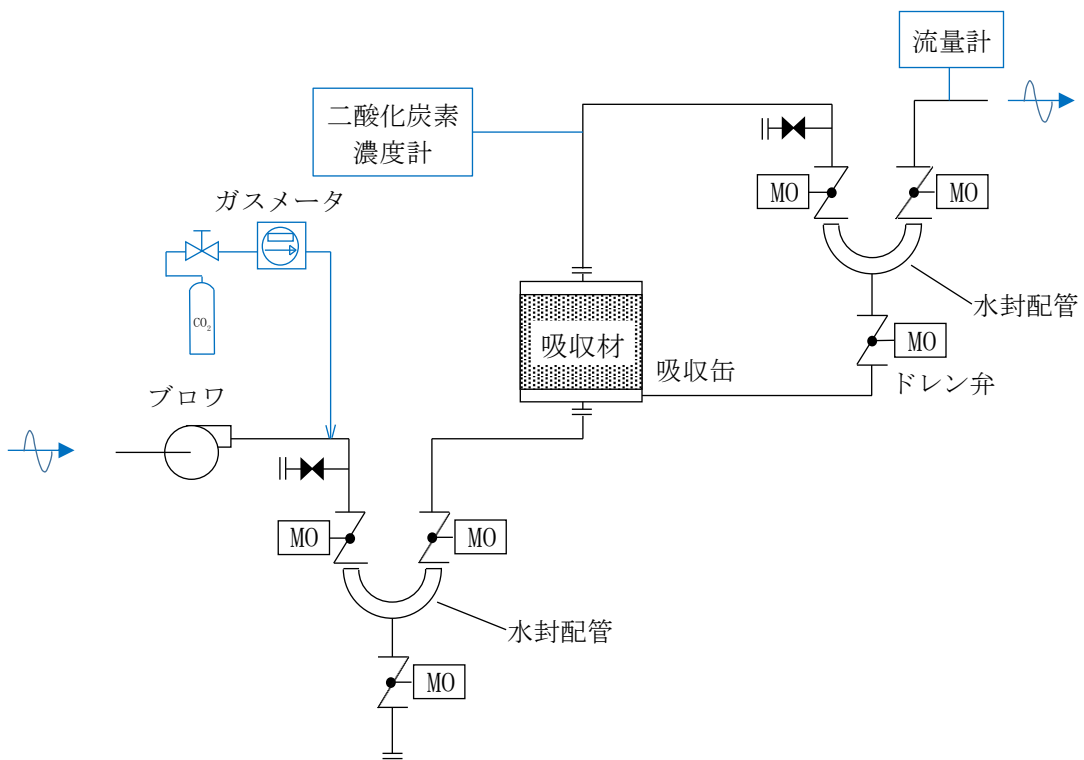 流量計
二酸化炭素
濃度計
MO
MO
ガスメータ
水封配管
CO2
吸収材
MO
吸収缶
ドレン弁
ブロワ
MO
MO
水封配管
MO